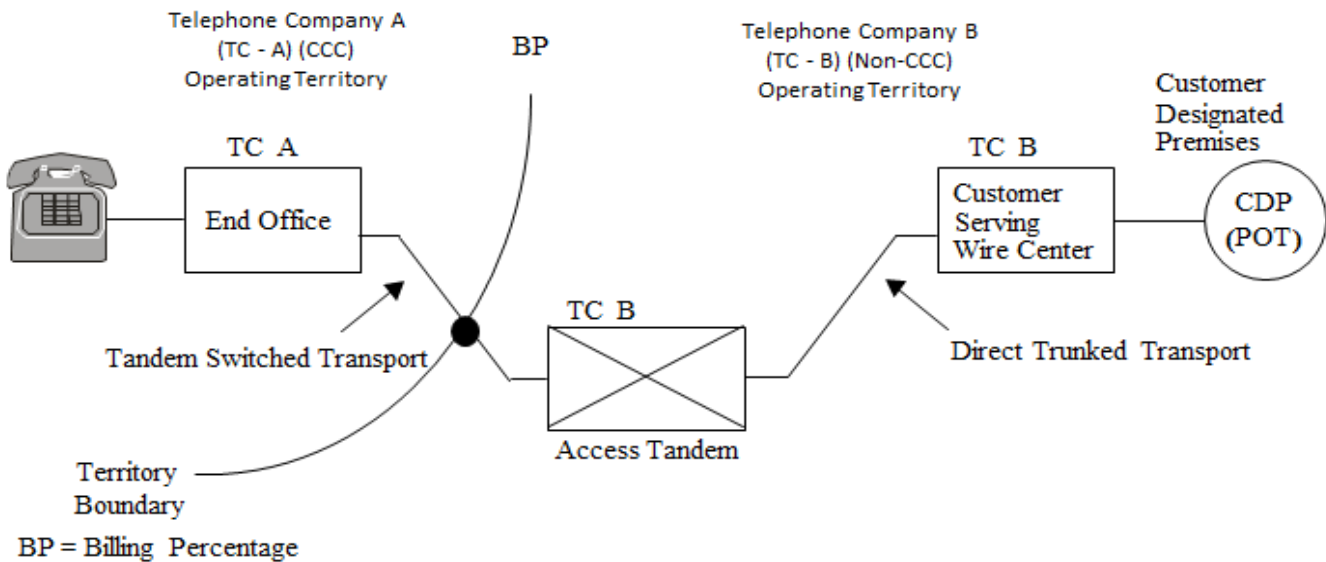 Telephone Company A
(TC - A) (CCC)
Operating Territory
BP
Telephone Company B
(TC - B) (Non-CCC)
Operating Territory
Customer
Designated
Premises
TC A
End Office
TC B
Customer
Serving
Wire Center
CDP
(POT)
TC B
Tandem Switched Transport
Direct Trunked Transport
Access Tandem
Territory
Boundary
BP = Billing Percentage